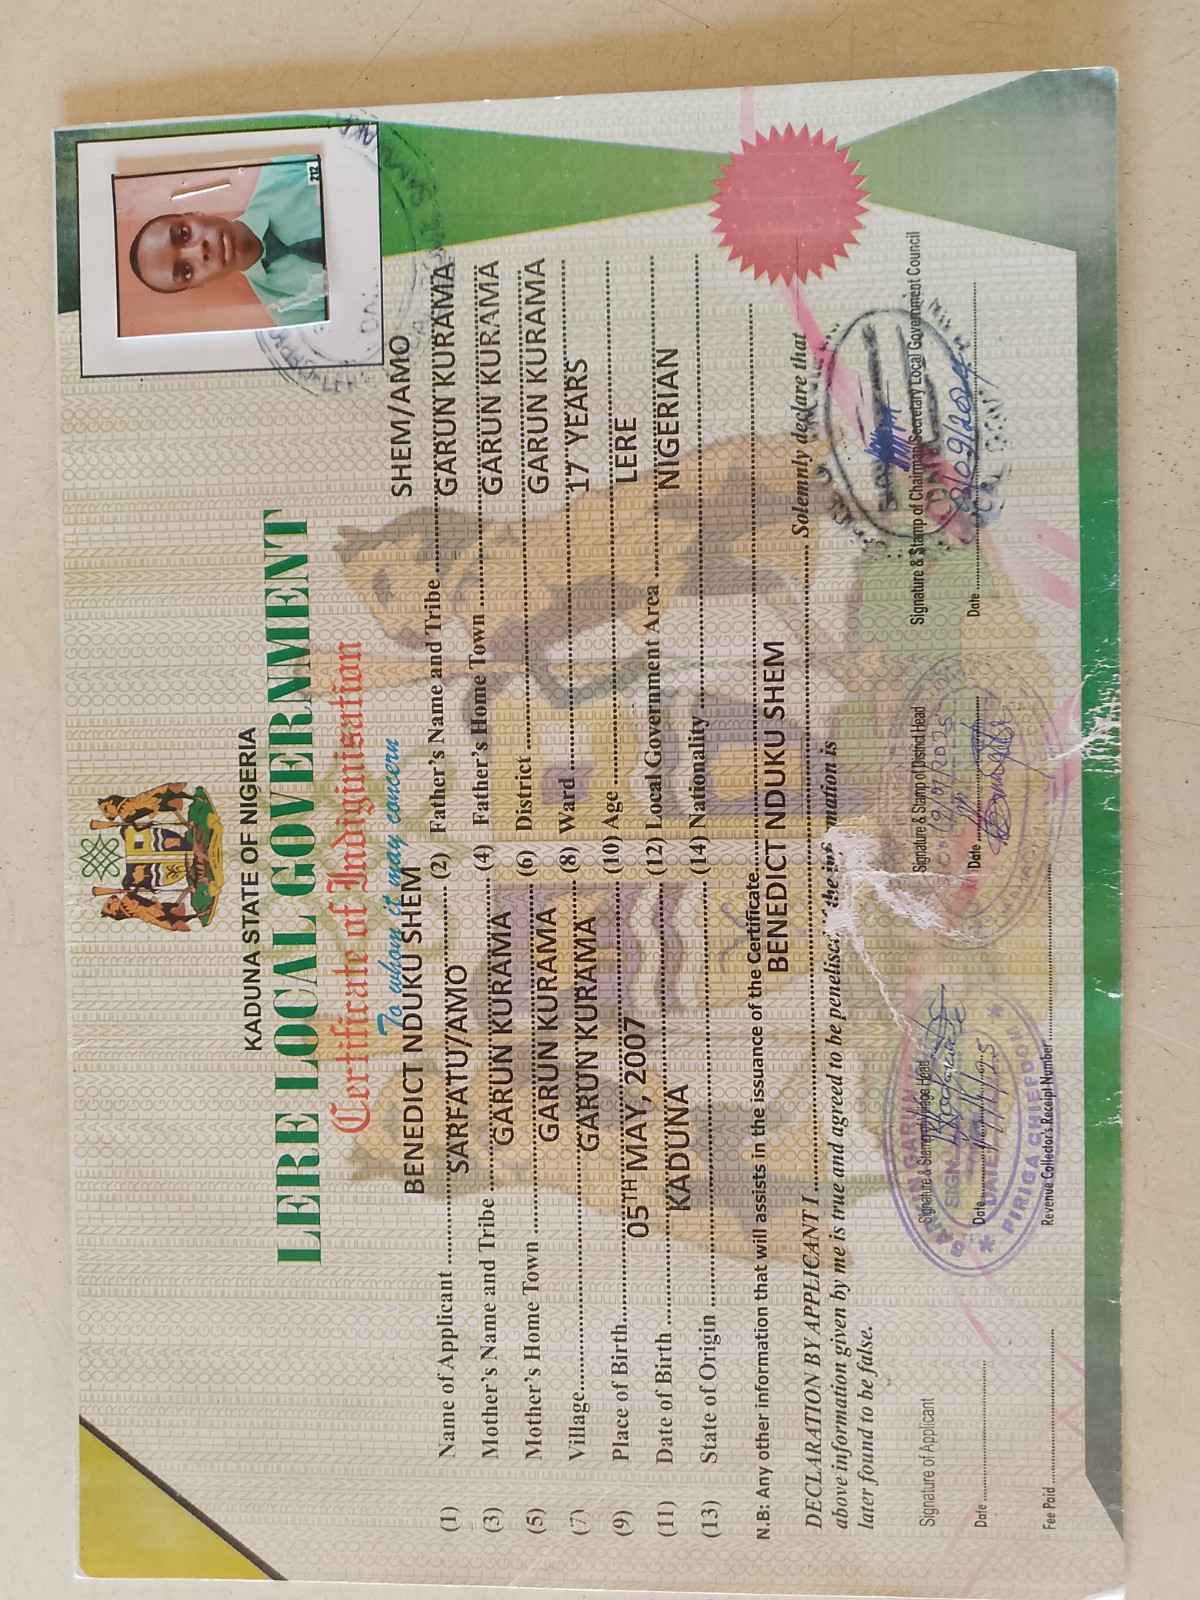 KADUNA STATE OF NIGERIA
LERE LOCAL GOVERNMENT
Certificate of Indiginisation
To whom it may concern
212
(1) Name of Applicant BENEDICT NDUKU SHEM (2) Father's Name and Tribe SHEM/AMO
(3) Mother's Name and Tribe SARFATU/AMO (4) Father's Home Town GARUN KURAMA
(5) Mother's Home Town GARUN KURAMA (6) District GARUN KURAMA
(7) Village GARUN KURAMA (8) Ward GARUN KURAMA
(9) Place of Birth GARUN KURAMA (10) Age 17 YEARS
(11) Date of Birth 05TH MAY, 2007 (12) Local Government Area LERE
(13) State of Origin KADUNA (14) Nationality NIGERIAN
N.B: Any other information that will assists in the issuance of the Certificate
DECLARATION BY APPLICANT I BENEDICT NDUKU SHEM Solemnly declare that
above information given by me is true and agreed to be penelised is
later found to be false.
Signature of Applicant Signature & Stamp Village Head Signature & Stamp of District Head Signature & Stamp of Chairman/Secretary Local Government Council
Date Date Date Date
Fee Paid Revenue Collector's Receipt Number
GARUN
SIGN
DATE
PIRIGA CHIEFDOM